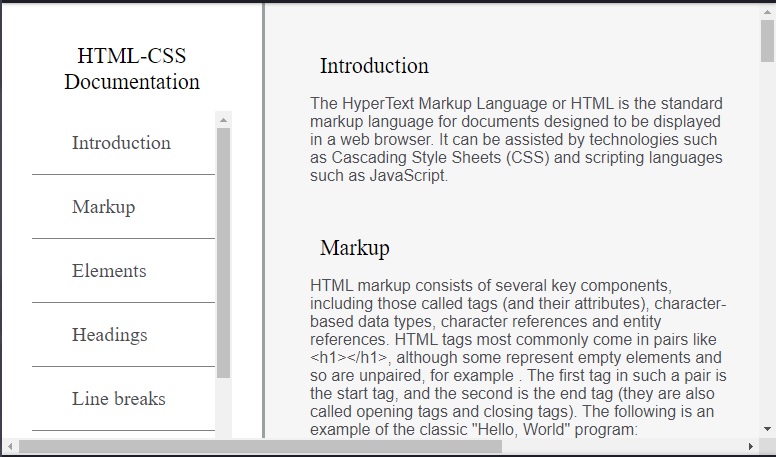 HTML-CSS
Documentation
Introduction
Markup
Elements
Headings
Line breaks
Introduction
The HyperText Markup Language or HTML is the standard
markup language for documents designed to be displayed
in a web browser. It can be assisted by technologies such
as Cascading Style Sheets (CSS) and scripting languages
such as JavaScript.
Markup
HTML markup consists of several key components,
including those called tags (and their attributes), character-
based data types, character references and entity
references. HTML tags most commonly come in pairs like
<h1></h1>, although some represent empty elements and
so are unpaired, for example . The first tag in such a pair is
the start tag, and the second is the end tag (they are also
called opening tags and closing tags). The following is an
example of the classic "Hello, World" program: